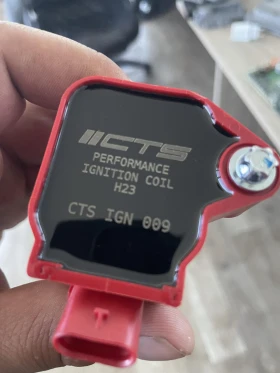 CTS
PERFORMANCE
IGNITION COIL
H23
CTS IGN 009